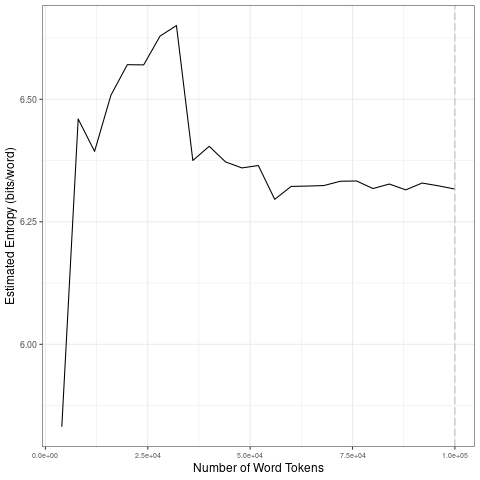 Estimated Entropy (bits/word)
6.50
6.25
6.00
0.0e+00 2.5e+04 5.0e+04 7.5e+04 1.0e+05
Number of Word Tokens